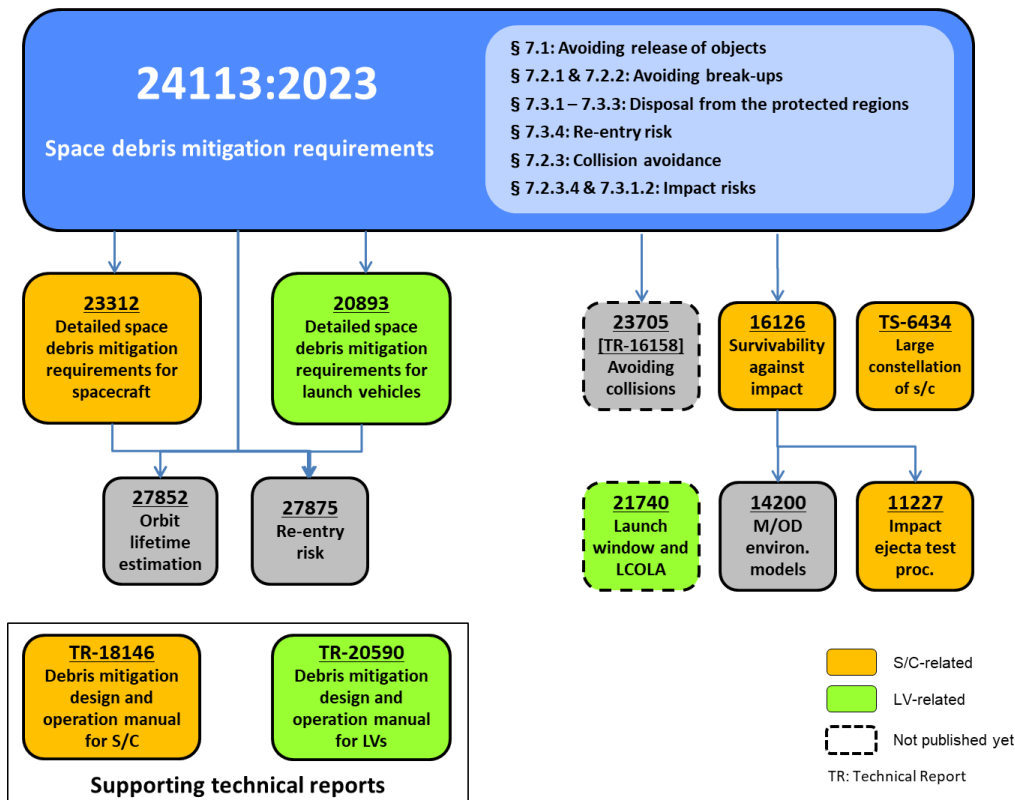 24113:2023
Space debris mitigation requirements
§ 7.1: Avoiding release of objects
§ 7.2.1 & 7.2.2: Avoiding break-ups
§ 7.3.1 – 7.3.3: Disposal from the protected regions
§ 7.3.4: Re-entry risk
§ 7.2.3: Collision avoidance
§ 7.2.3.4 & 7.3.1.2: Impact risks
23312
Detailed space
debris mitigation
requirements for
spacecraft
20893
Detailed space
debris mitigation
requirements for
launch vehicles
23705
[TR-16158]
Avoiding
collisions
16126
Survivability
against
impact
TS-6434
Large
constellation
of s/c
27852
Orbit
lifetime
estimation
27875
Re-entry
risk
21740
Launch
window and
LCOLA
14200
M/OD
environ.
models
11227
Impact
ejecta test
proc.
TR-18146
Debris mitigation
design and
operation manual
for S/C
TR-20590
Debris mitigation
design and
operation manual
for LVs
Supporting technical reports
S/C-related
LV-related
Not published yet
TR: Technical Report